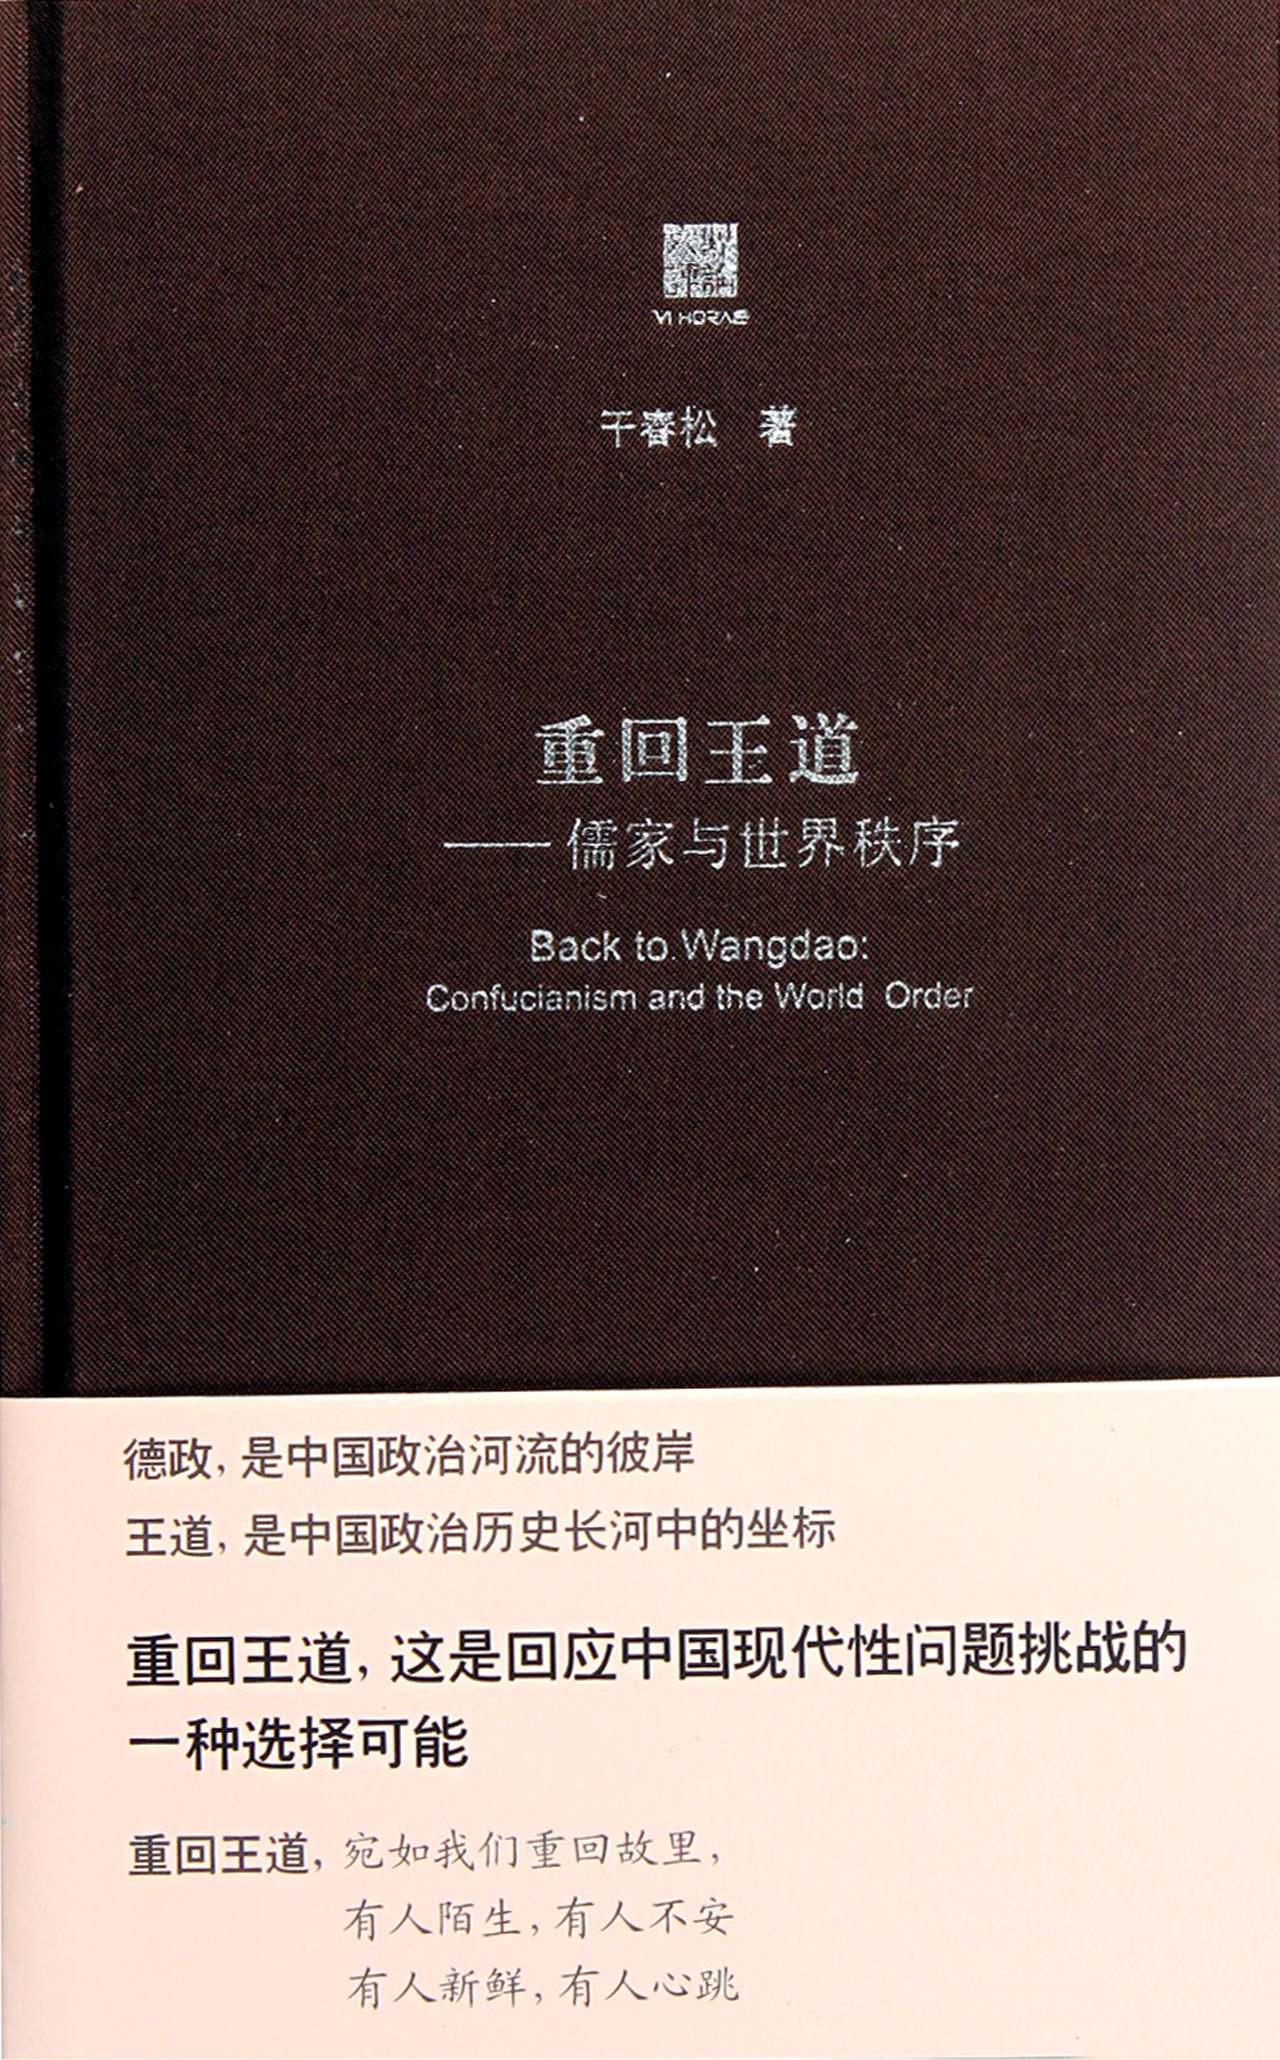 VI HORAE
干春松 著
重回王道
——儒家与世界秩序
Back to Wangdao:
Confucianism and the World Order
德政，是中国政治河流的彼岸
王道，是中国政治历史长河中的坐标
重回王道，这是回应中国现代性问题挑战的
一种选择可能
重回王道，宛如我们重回故里，
有人陌生，有人不安
有人新鲜，有人心跳